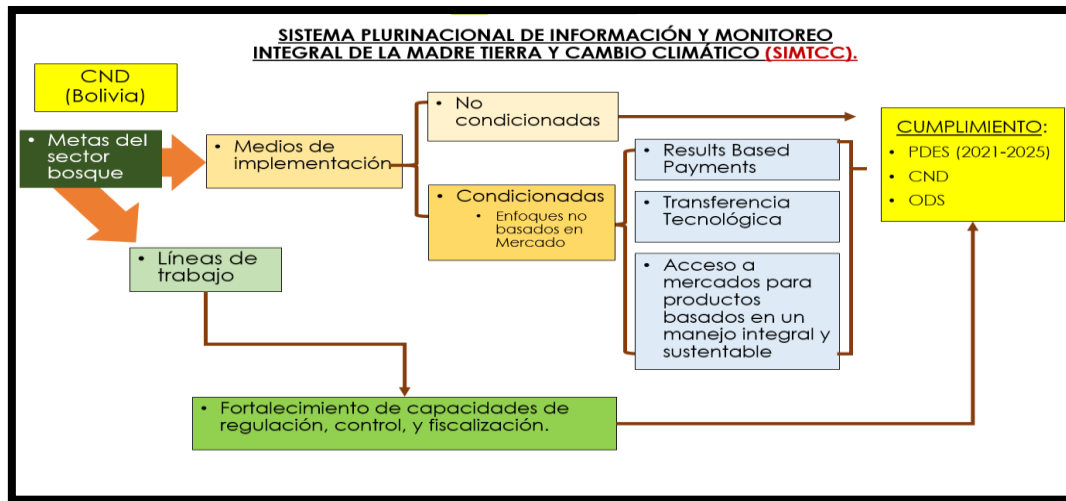 SISTEMA PLURINACIONAL DE INFORMACIÓN Y MONITOREO
INTEGRAL DE LA MADRE TIERRA Y CAMBIO CLIMÁTICO (SIMTCC).
CND
(Bolivia)
• Metas del
sector
bosque
• Medios de
implementación
• No
condicionadas
• Condicionadas
• Enfoques no
basados en
Mercado
• Results Based
Payments
• Transferencia
Tecnológica
• Acceso a
mercados para
productos
basados en un
manejo integral y
sustentable
CUMPLIMIENTO:
• PDES (2021-2025)
• CND
• ODS
• Líneas de
trabajo
• Fortalecimiento de capacidades de
regulación, control, y fiscalización.